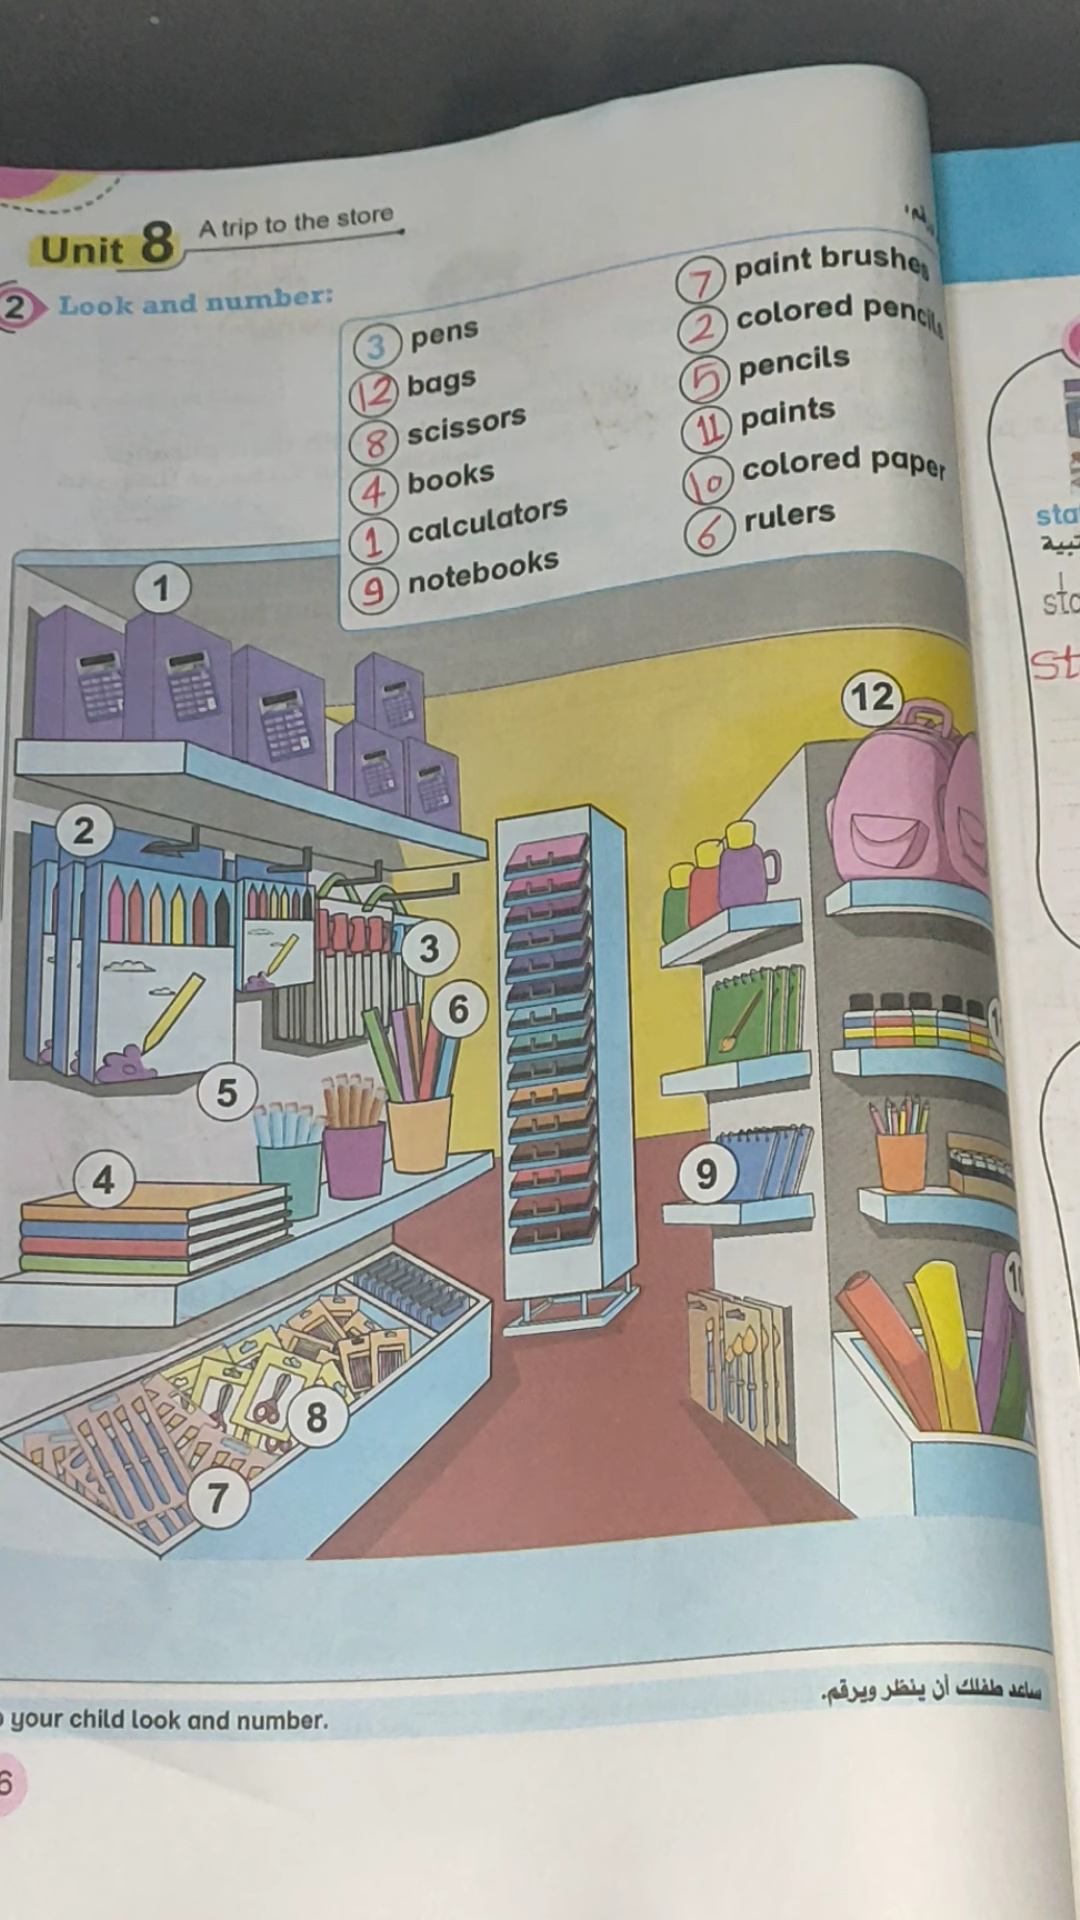 Unit 8 A trip to the store
2 Look and number:
3 pens
12 bags
8 scissors
4 books
1 calculators
9 notebooks
7 paint brushes
2 colored pencils
5 pencils
11 paints
10 colored paper
6 rulers
1
2
3
6
5
4
8
7
12
9
ساعد طفلك أن ينظر ويرقم.
your child look and number.
6
sta
st